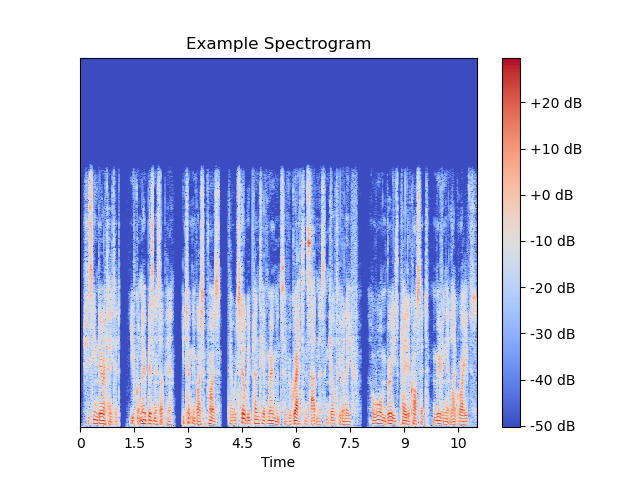 Example Spectrogram
+20 dB
+10 dB
+0 dB
-10 dB
-20 dB
-30 dB
-40 dB
-50 dB
0 1.5 3 4.5 6 7.5 9 10
Time